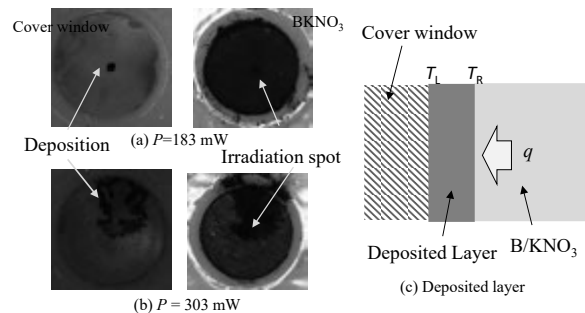 Cover window
BKNO3
(a) P=183 mW
Deposition
Irradiation spot
(b) P = 303 mW
Cover window
TL
TR
q
Deposited Layer
B/KNO3
(c) Deposited layer